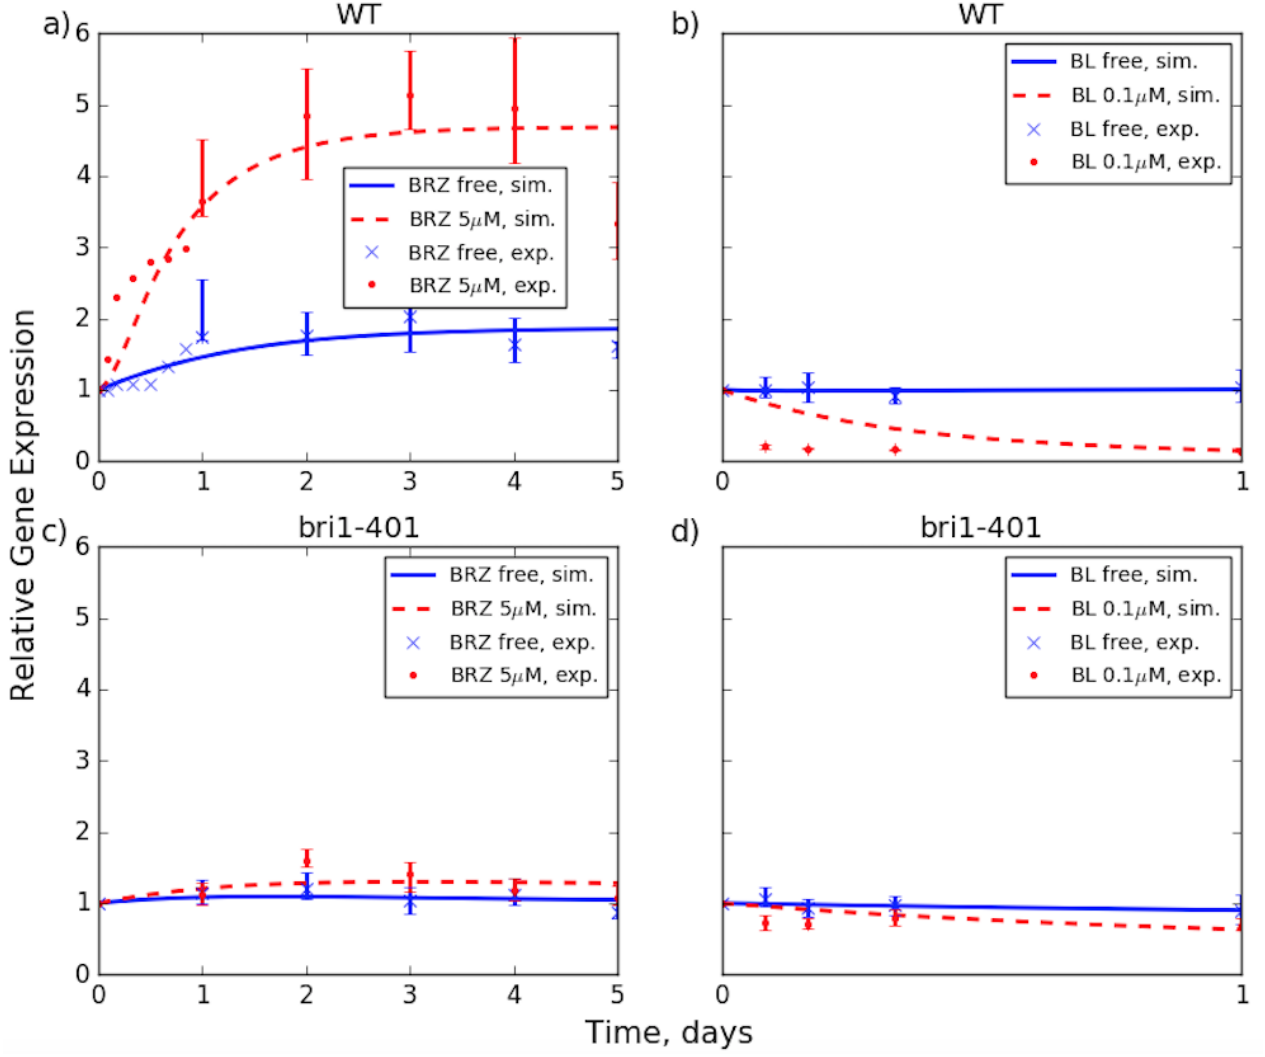 a)
WT
6
5
4
3
2
1
0
BRZ free, sim.
BRZ 5μM, sim.
BRZ free, exp.
BRZ 5μM, exp.
0 1 2 3 4 5
b)
WT
BL free, sim.
BL 0.1μM, sim.
BL free, exp.
BL 0.1μM, exp.
0 1
Relative Gene Expression
c)
bri1-401
6
5
4
3
2
1
0
BRZ free, sim.
BRZ 5μM, sim.
BRZ free, exp.
BRZ 5μM, exp.
0 1 2 3 4 5
d)
bri1-401
BL free, sim.
BL 0.1μM, sim.
BL free, exp.
BL 0.1μM, exp.
0 1
Time, days